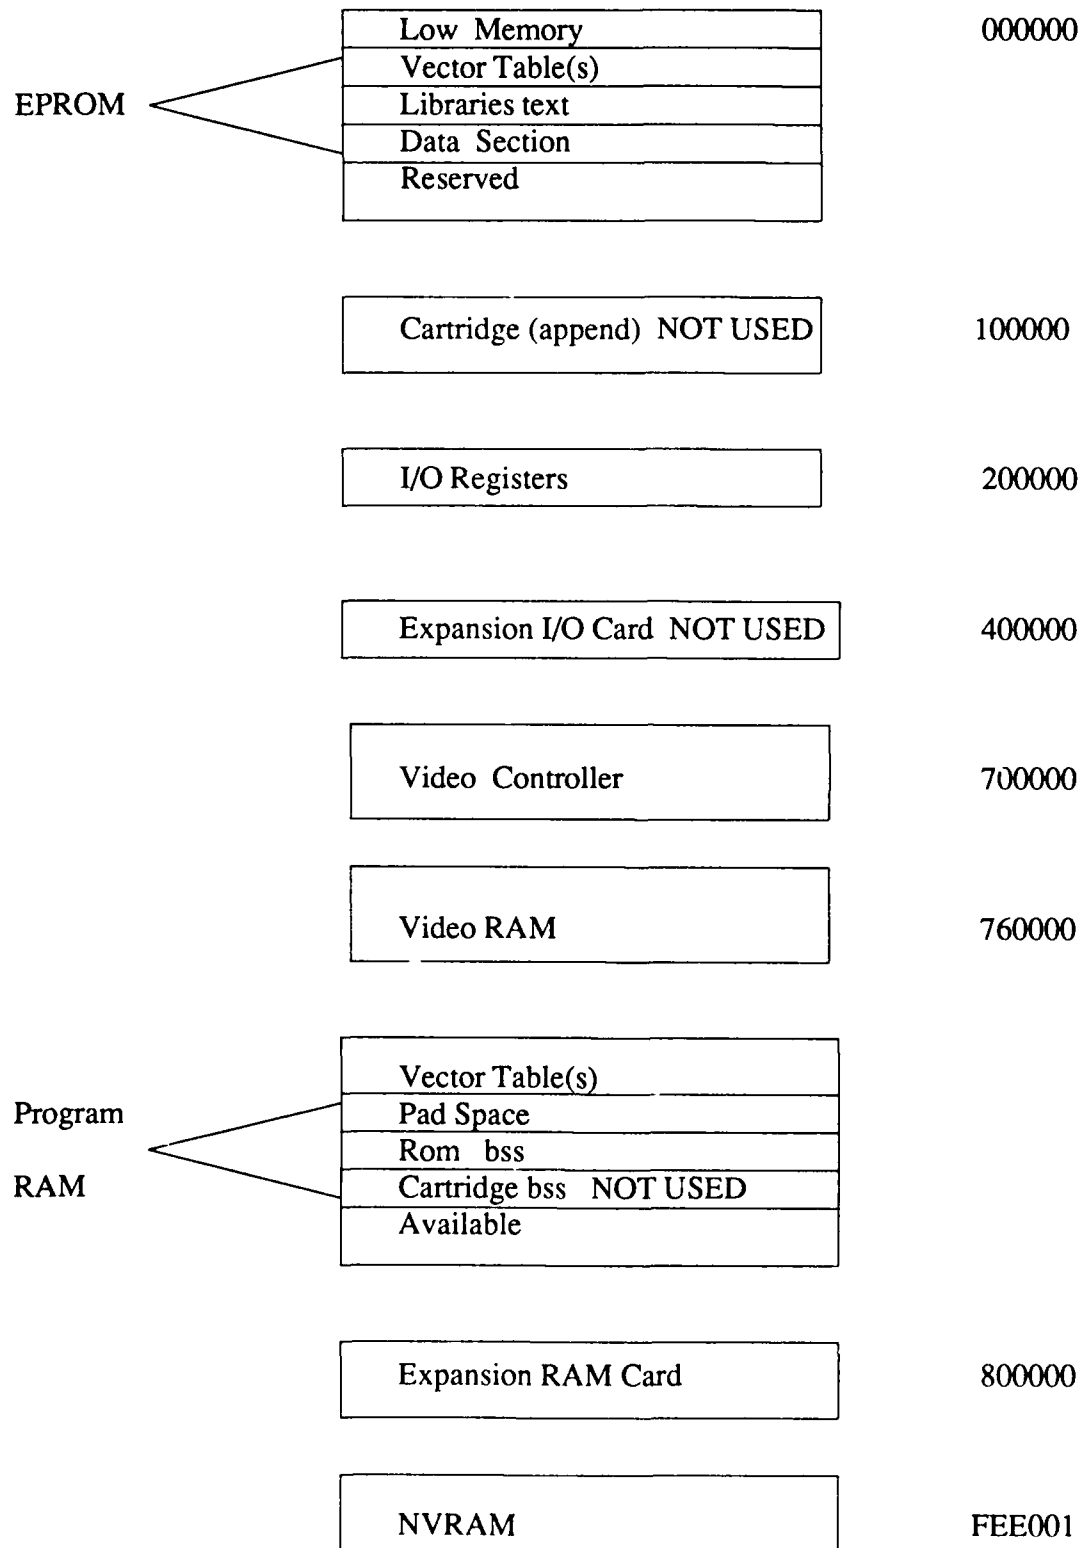 Low Memory 000000
Vector Table(s)
EPROM Libraries text
Data Section
Reserved
Cartridge (append) NOT USED 100000
I/O Registers 200000
Expansion I/O Card NOT USED 400000
Video Controller 700000
Video RAM 760000
Vector Table(s)
Program Pad Space
Rom bss
RAM Cartridge bss NOT USED
Available
Expansion RAM Card 800000
NVRAM FEE001